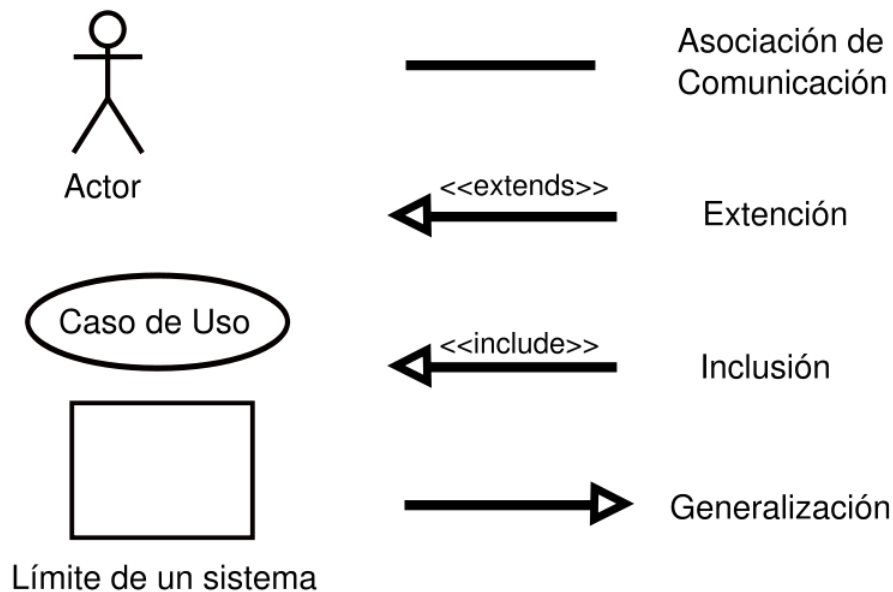 Asociación de
Comunicación
Actor
<<extends>>
Extención
Caso de Uso
<<include>>
Inclusión
Generalización
Límite de un sistema